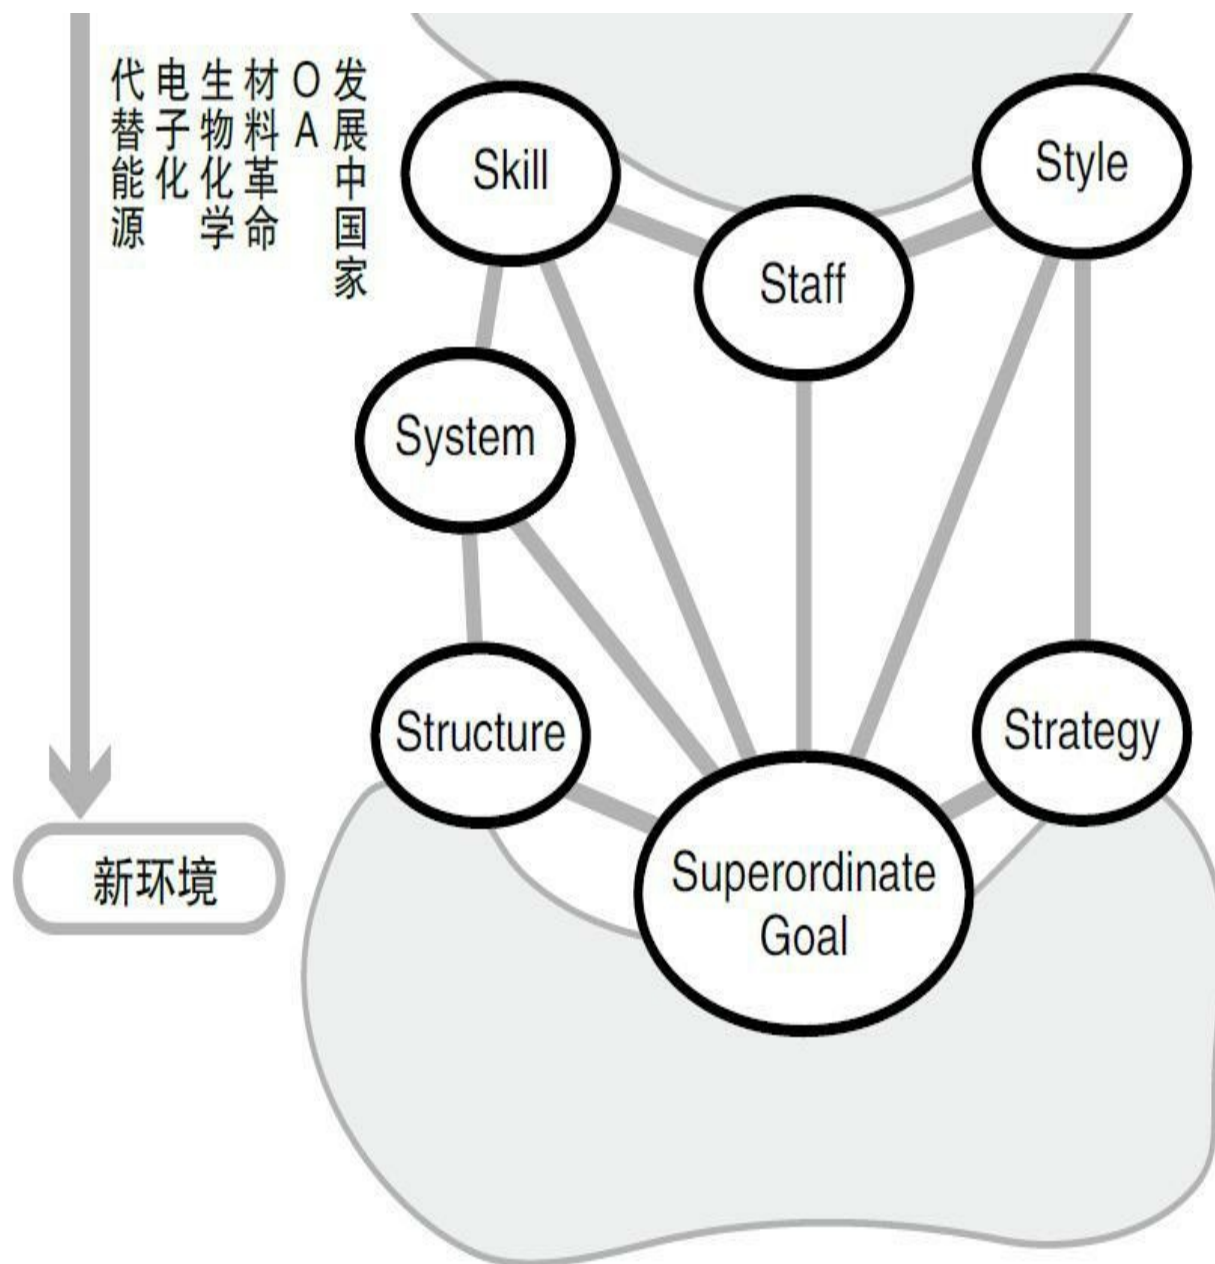 发展中国家
OA
材料革命
生物化学
电子化
代替能源
Skill
Style
Staff
System
Structure
Strategy
新环境
Superordinate
Goal